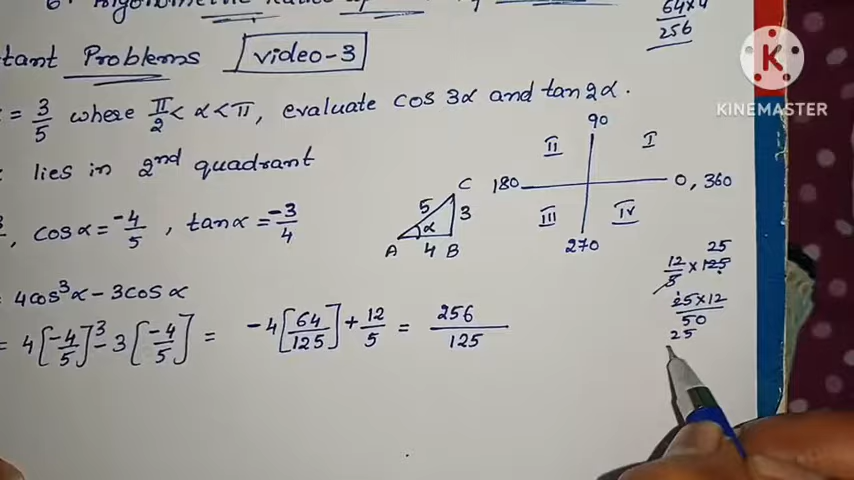 64×4
256
tant Problems video-3
= 3/5 where π/2 < α < π, evaluate cos 3α and tan 2α.
lies in 2nd quadrant
, cos α = -4/5 , tan α = -3/4
4cos³α - 3cos α
= 4[-4/5]³ - 3[-4/5] = -4[64/125] + 12/5 = 256/125
90
II I
180 0, 360
III IV
270
C
5 3
α
A 4 B
25
12/5 × 125
25×12
50
25
K
KINEMASTER